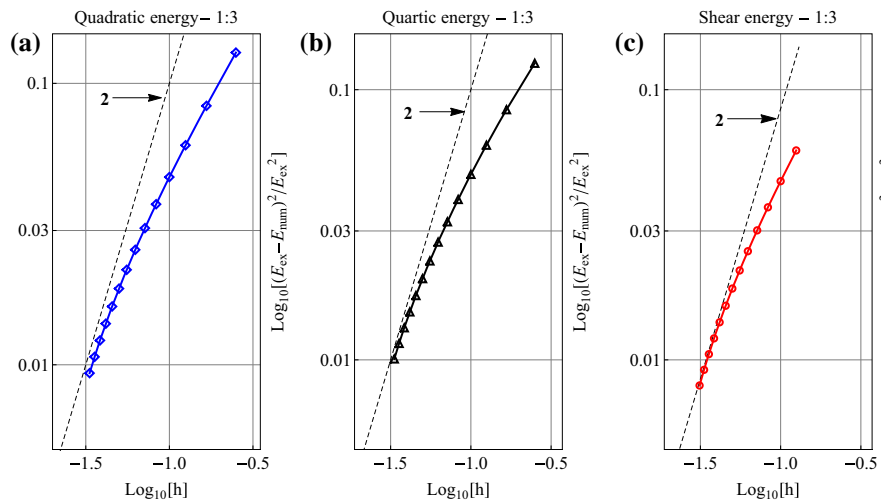 Quadratic energy – 1:3
(a)
2
0.1
0.03
0.01
−1.5 −1.0 −0.5
Log10[h]
Quartic energy – 1:3
(b)
2
Log10[(Eex−Enum)²/Eex²]
0.1
0.03
0.01
−1.5 −1.0 −0.5
Log10[h]
Shear energy – 1:3
(c)
2
Log10[(Eex−Enum)²/Eex²]
0.1
0.03
0.01
−1.5 −1.0 −0.5
Log10[h]